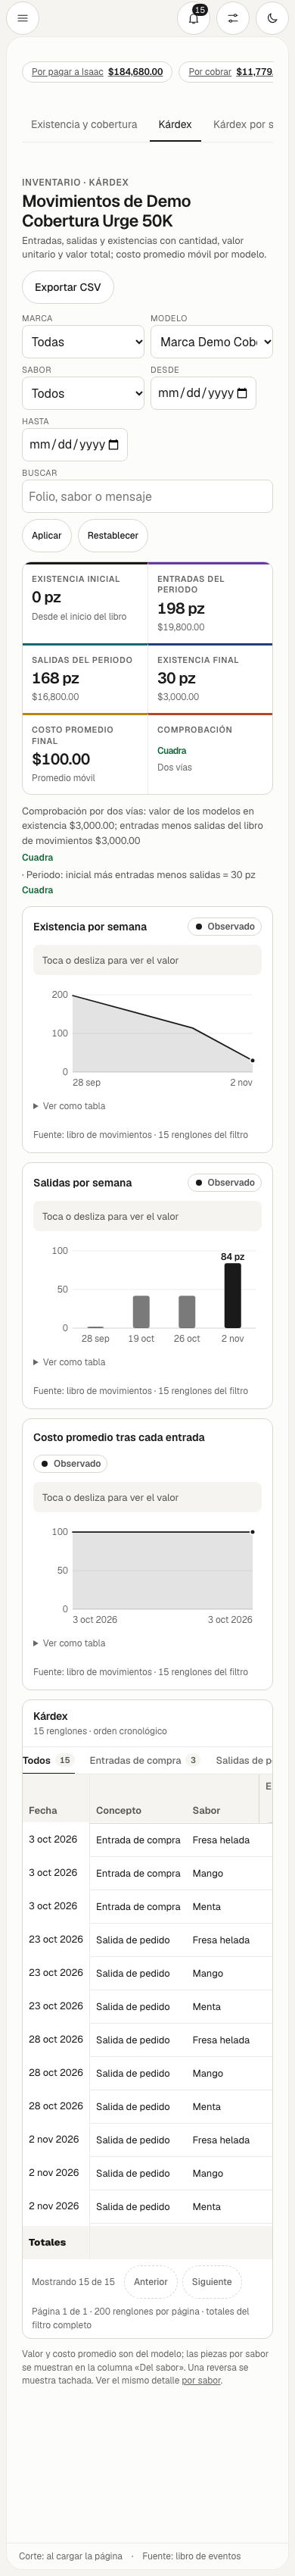 15
Por pagar a Isaac $184,680.00
Por cobrar $11,779.
Existencia y cobertura
Kárdex
Kárdex por s
INVENTARIO · KÁRDEX
Movimientos de Demo
Cobertura Urge 50K
Entradas, salidas y existencias con cantidad, valor
unitario y valor total; costo promedio móvil por modelo.
Exportar CSV
MARCA
MODELO
Todas
Marca Demo Cob
SABOR
DESDE
Todos
mm/dd/yyyy
HASTA
mm/dd/yyyy
BUSCAR
Folio, sabor o mensaje
Aplicar
Restablecer
EXISTENCIA INICIAL
0 pz
Desde el inicio del libro
ENTRADAS DEL
PERIODO
198 pz
$19,800.00
SALIDAS DEL PERIODO
168 pz
$16,800.00
EXISTENCIA FINAL
30 pz
$3,000.00
COSTO PROMEDIO
FINAL
$100.00
Promedio móvil
COMPROBACIÓN
Cuadra
Dos vías
Comprobación por dos vías: valor de los modelos en
existencia $3,000.00; entradas menos salidas del libro
de movimientos $3,000.00
Cuadra
· Periodo: inicial más entradas menos salidas = 30 pz
Cuadra
Existencia por semana
Observado
Toca o desliza para ver el valor
200
100
0
28 sep
2 nov
▶ Ver como tabla
Fuente: libro de movimientos · 15 renglones del filtro
Salidas por semana
Observado
Toca o desliza para ver el valor
100
84 pz
50
0
28 sep
19 oct
26 oct
2 nov
▶ Ver como tabla
Fuente: libro de movimientos · 15 renglones del filtro
Costo promedio tras cada entrada
Observado
Toca o desliza para ver el valor
100
50
0
3 oct 2026
3 oct 2026
▶ Ver como tabla
Fuente: libro de movimientos · 15 renglones del filtro
Kárdex
15 renglones · orden cronológico
Todos 15
Entradas de compra 3
Salidas de p
E
Fecha Concepto Sabor
3 oct 2026 Entrada de compra Fresa helada
3 oct 2026 Entrada de compra Mango
3 oct 2026 Entrada de compra Menta
23 oct 2026 Salida de pedido Fresa helada
23 oct 2026 Salida de pedido Mango
23 oct 2026 Salida de pedido Menta
28 oct 2026 Salida de pedido Fresa helada
28 oct 2026 Salida de pedido Mango
28 oct 2026 Salida de pedido Menta
2 nov 2026 Salida de pedido Fresa helada
2 nov 2026 Salida de pedido Mango
2 nov 2026 Salida de pedido Menta
Totales
Mostrando 15 de 15
Anterior
Siguiente
Página 1 de 1 · 200 renglones por página · totales del
filtro completo
Valor y costo promedio son del modelo; las piezas por sabor
se muestran en la columna «Del sabor». Una reversa se
muestra tachada. Ver el mismo detalle por sabor.
Corte: al cargar la página · Fuente: libro de eventos